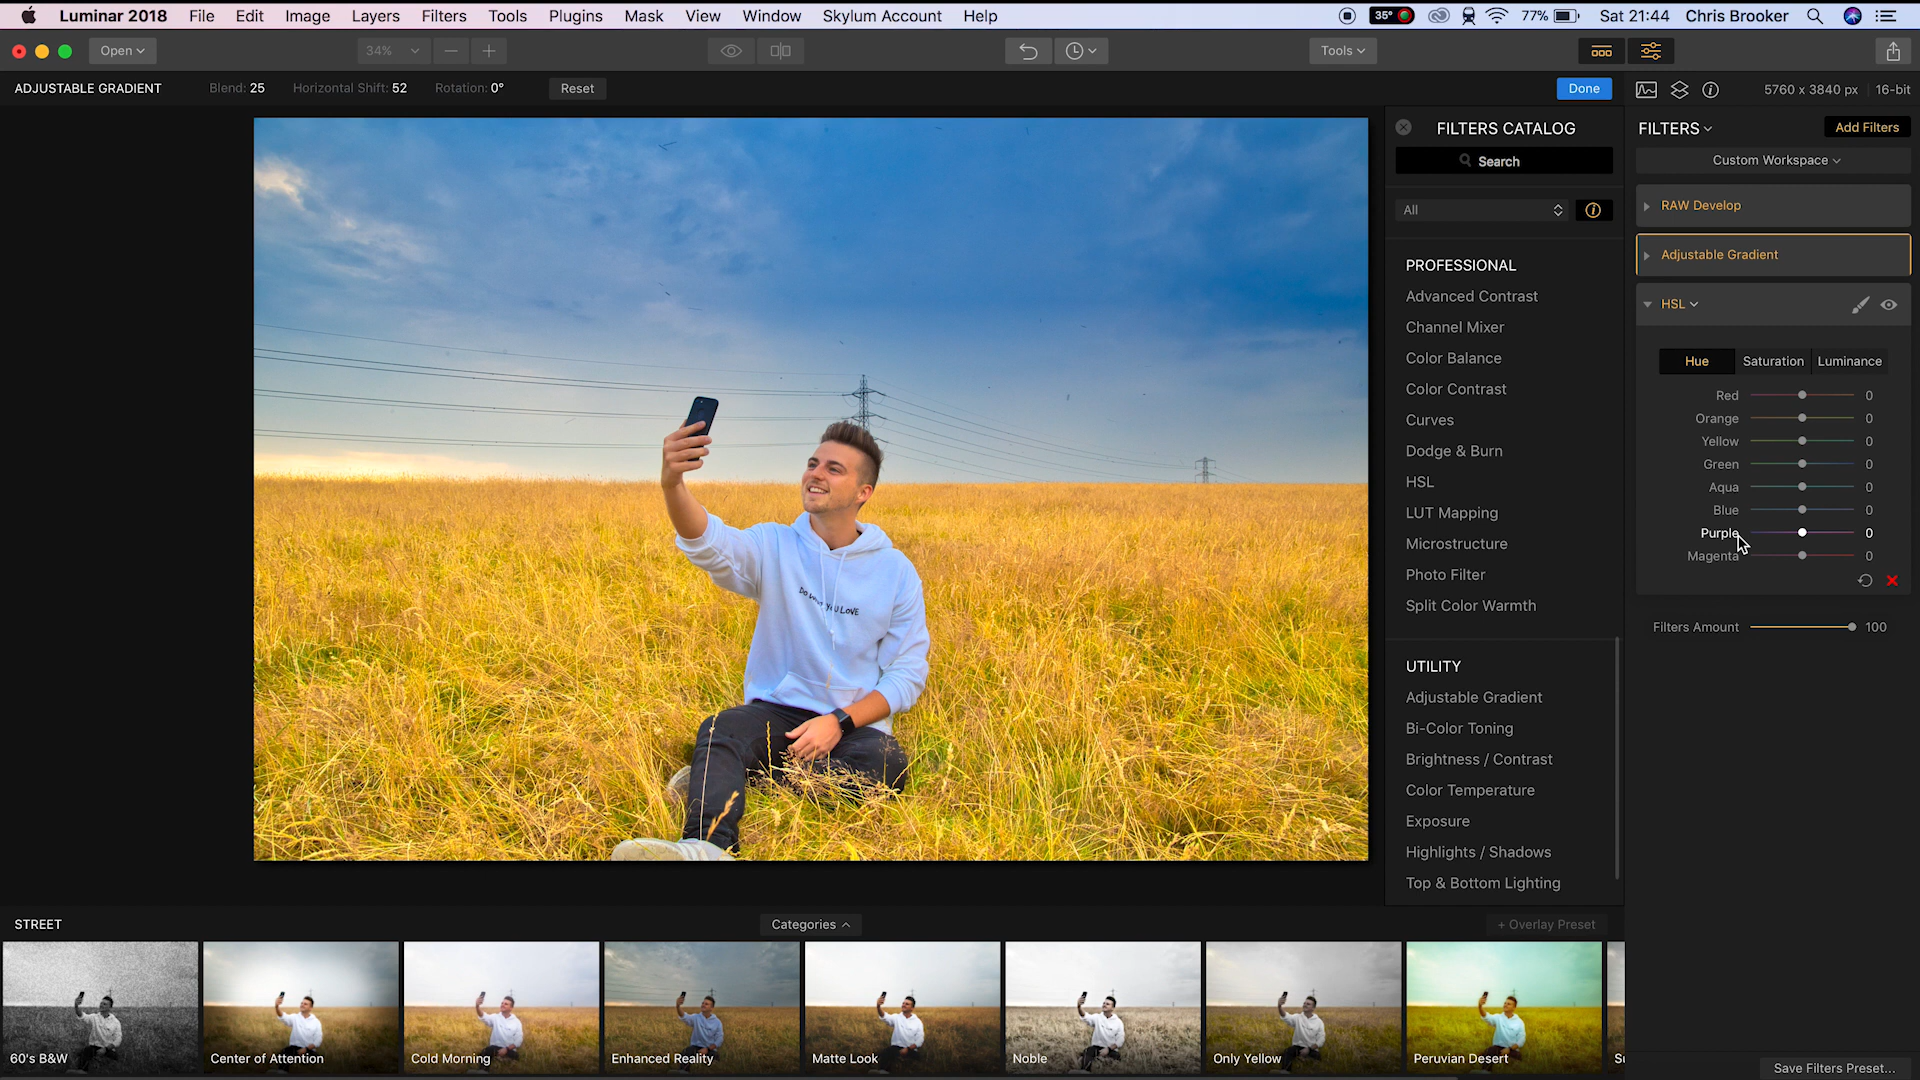 Luminar 2018 File Edit Image Layers Filters Tools Plugins Mask View Window Skylum Account Help 35° 77% Sat 21:44 Chris Brooker
Open 34% Tools
ADJUSTABLE GRADIENT Blend: 25 Horizontal Shift: 52 Rotation: 0° Reset Done 5760 x 3840 px 16-bit
FILTERS CATALOG
Search
All
PROFESSIONAL
Advanced Contrast
Channel Mixer
Color Balance
Color Contrast
Curves
Dodge & Burn
HSL
LUT Mapping
Microstructure
Photo Filter
Split Color Warmth
UTILITY
Adjustable Gradient
Bi-Color Toning
Brightness / Contrast
Color Temperature
Exposure
Highlights / Shadows
Top & Bottom Lighting
FILTERS Add Filters
Custom Workspace
RAW Develop
Adjustable Gradient
HSL
Hue Saturation Luminance
Red 0
Orange 0
Yellow 0
Green 0
Aqua 0
Blue 0
Purple 0
Magenta 0
Filters Amount 100
YOU LOVE
STREET Categories + Overlay Preset
60's B&W Center of Attention Cold Morning Enhanced Reality Matte Look Noble Only Yellow Peruvian Desert
Save Filters Preset...